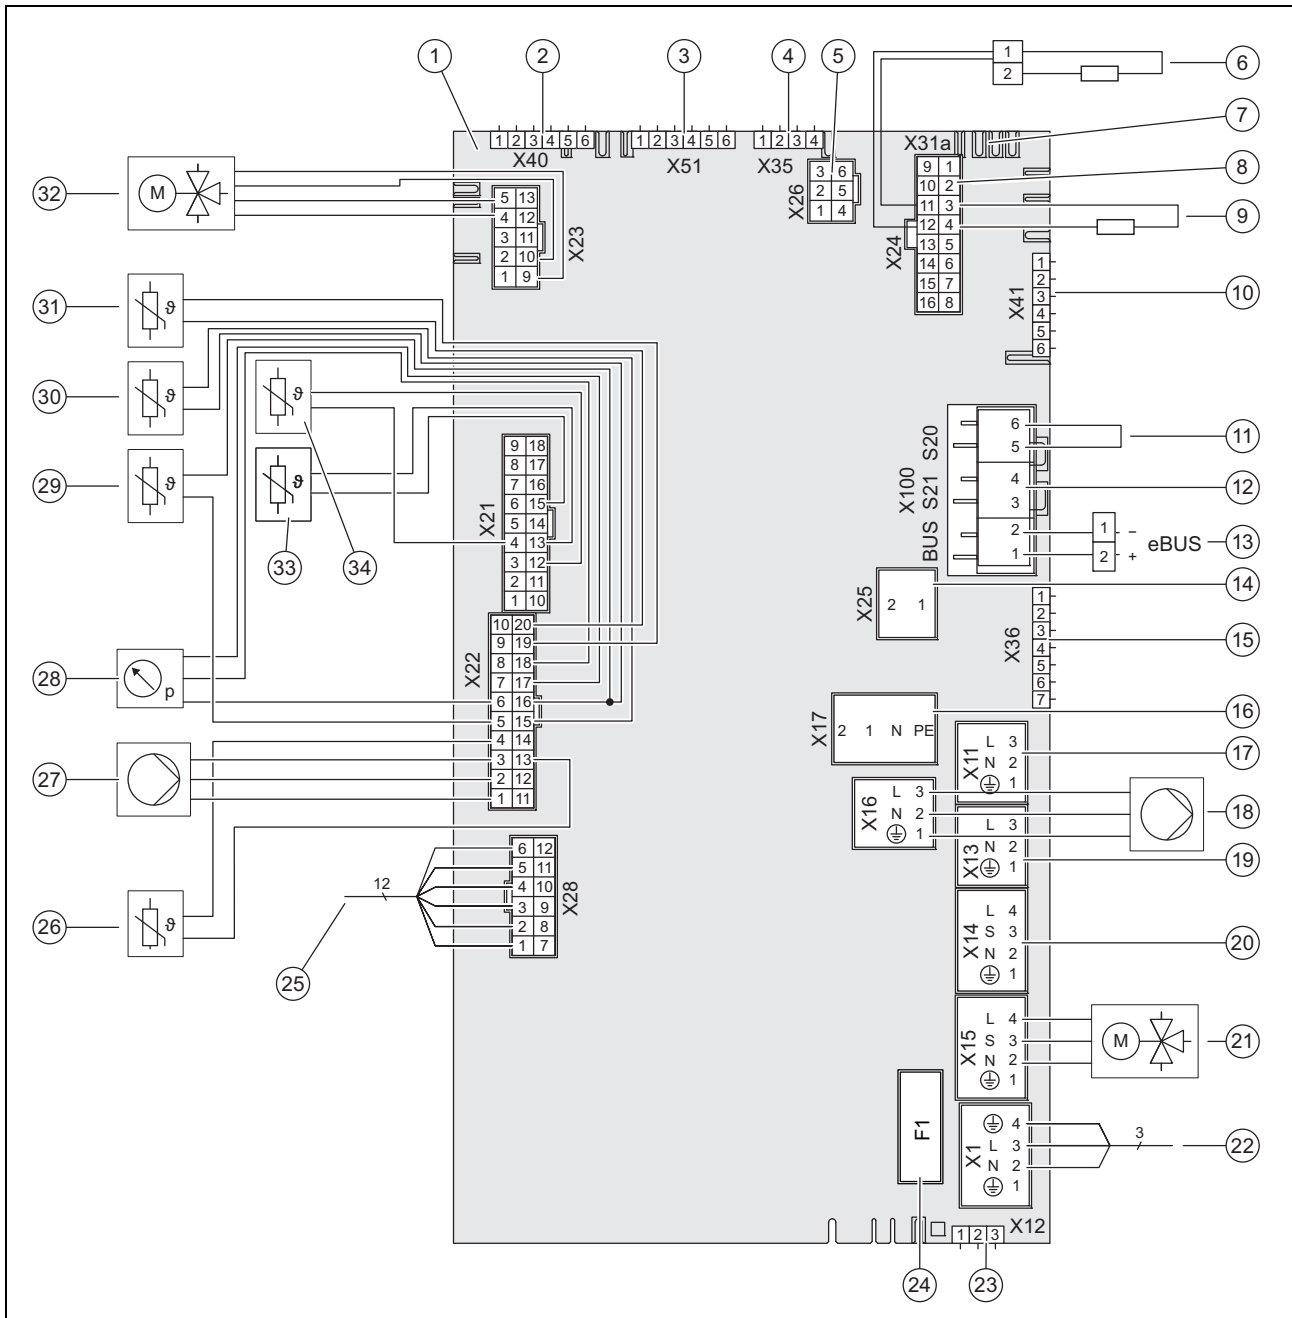 1 2 3 4 5 6
1 2 3 4 5 6
1 2 3 4 5 6
1 2 3 4
X40
X51
X35
X31a
1
2
7
8
9
10
11
12
13
14
15
16
17
18
19
20
21
22
23
24
25
26
27
28
29
30
31
32
33
34
M
5 13
4 12
3 11
2 10
1 9
X23
3 6
2 5
1 4
X26
9 1
10 2
11 3
12 4
13 5
14 6
15 7
16 8
X24
1
2
3
4
5
6
X41
ϑ
ϑ
ϑ
ϑ
ϑ
9 18
8 17
7 16
6 15
5 14
4 13
3 12
2 11
1 10
X21
6
5
4
3
2
1
X100
BUS S21 S20
1 –
2 +
eBUS
2 1
X25
1
2
3
4
5
6
7
X36
10 20
9 19
8 18
7 17
6 16
5 15
4 14
3 13
2 12
1 11
X22
p
2 1 N PE
X17
L 3
N 2
1
X11
L 3
N 2
1
X16
L 3
N 2
1
X13
6 12
5 11
4 10
3 9
2 8
1 7
X28
12
ϑ
L 4
S 3
N 2
1
X14
L 4
S 3
N 2
1
X15
M
F1
4
L 3
N 2
1
X1
3
X12
1 2 3